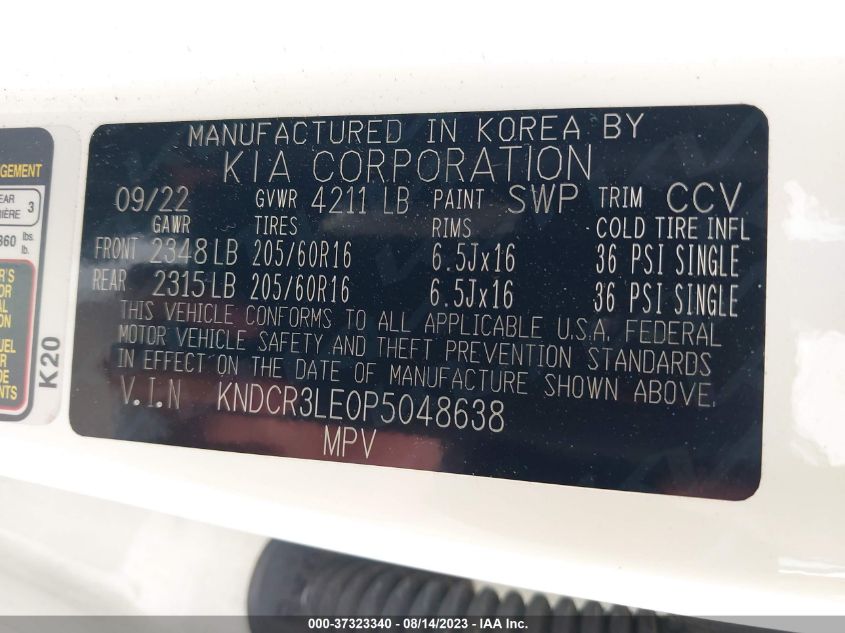 MANUFACTURED IN KOREA BY
KIA CORPORATION
09/22 GVWR 4211 LB PAINT SWP TRIM CCV
GAWR TIRES RIMS COLD TIRE INFL
FRONT 2348 LB 205/60R16 6.5Jx16 36 PSI SINGLE
REAR 2315 LB 205/60R16 6.5Jx16 36 PSI SINGLE
THIS VEHICLE CONFORMS TO ALL APPLICABLE U.S.A. FEDERAL
MOTOR VEHICLE SAFETY AND THEFT PREVENTION STANDARDS
IN EFFECT ON THE DATE OF MANUFACTURE SHOWN ABOVE.
V.I.N KNDCR3LE0P5048638
MPV
3
lbs.
lb.
K20
000-37323340 - 08/14/2023 - IAA Inc.